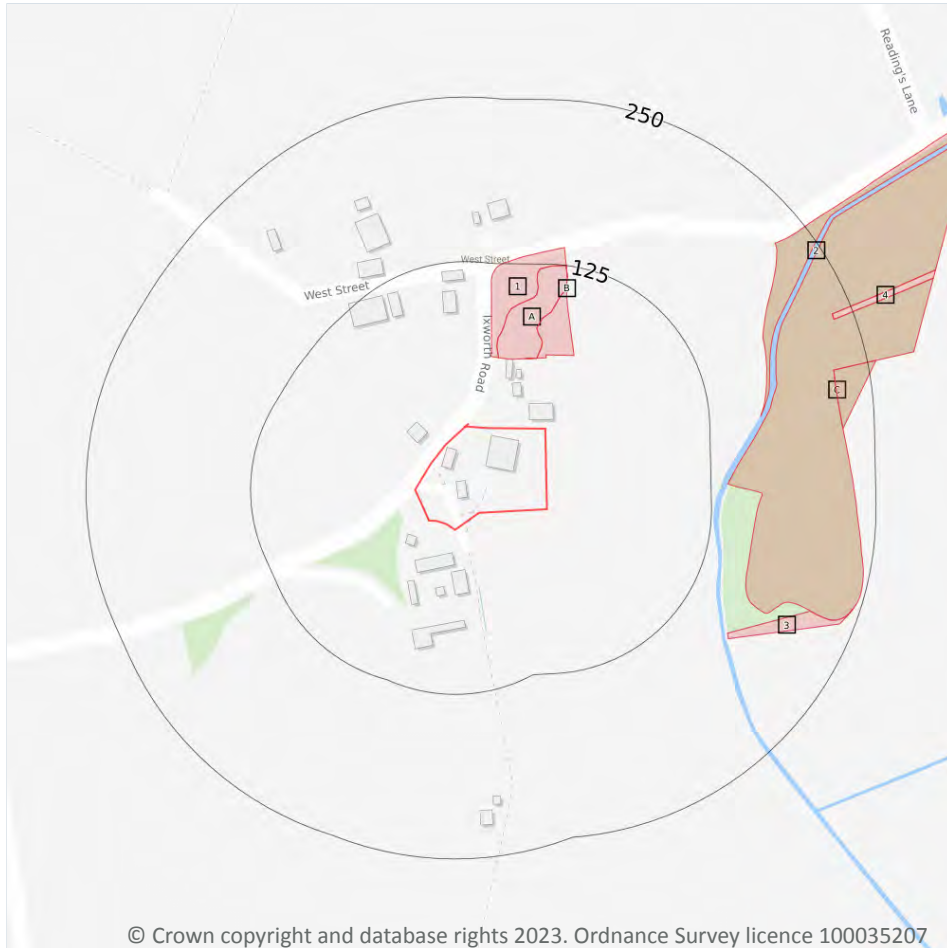 Reading's Lane
250
2
West Street
125
1
B
West Street
4
A
Ixworth Road
C
3
© Crown copyright and database rights 2023. Ordnance Survey licence 100035207